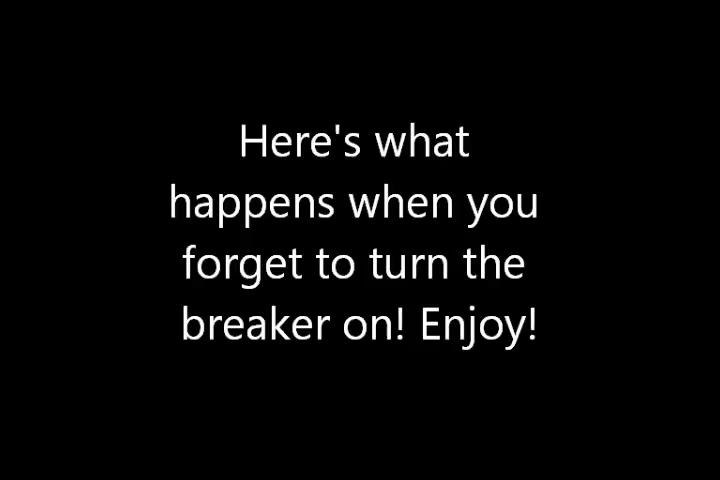 Here's what
happens when you
forget to turn the
breaker on! Enjoy!